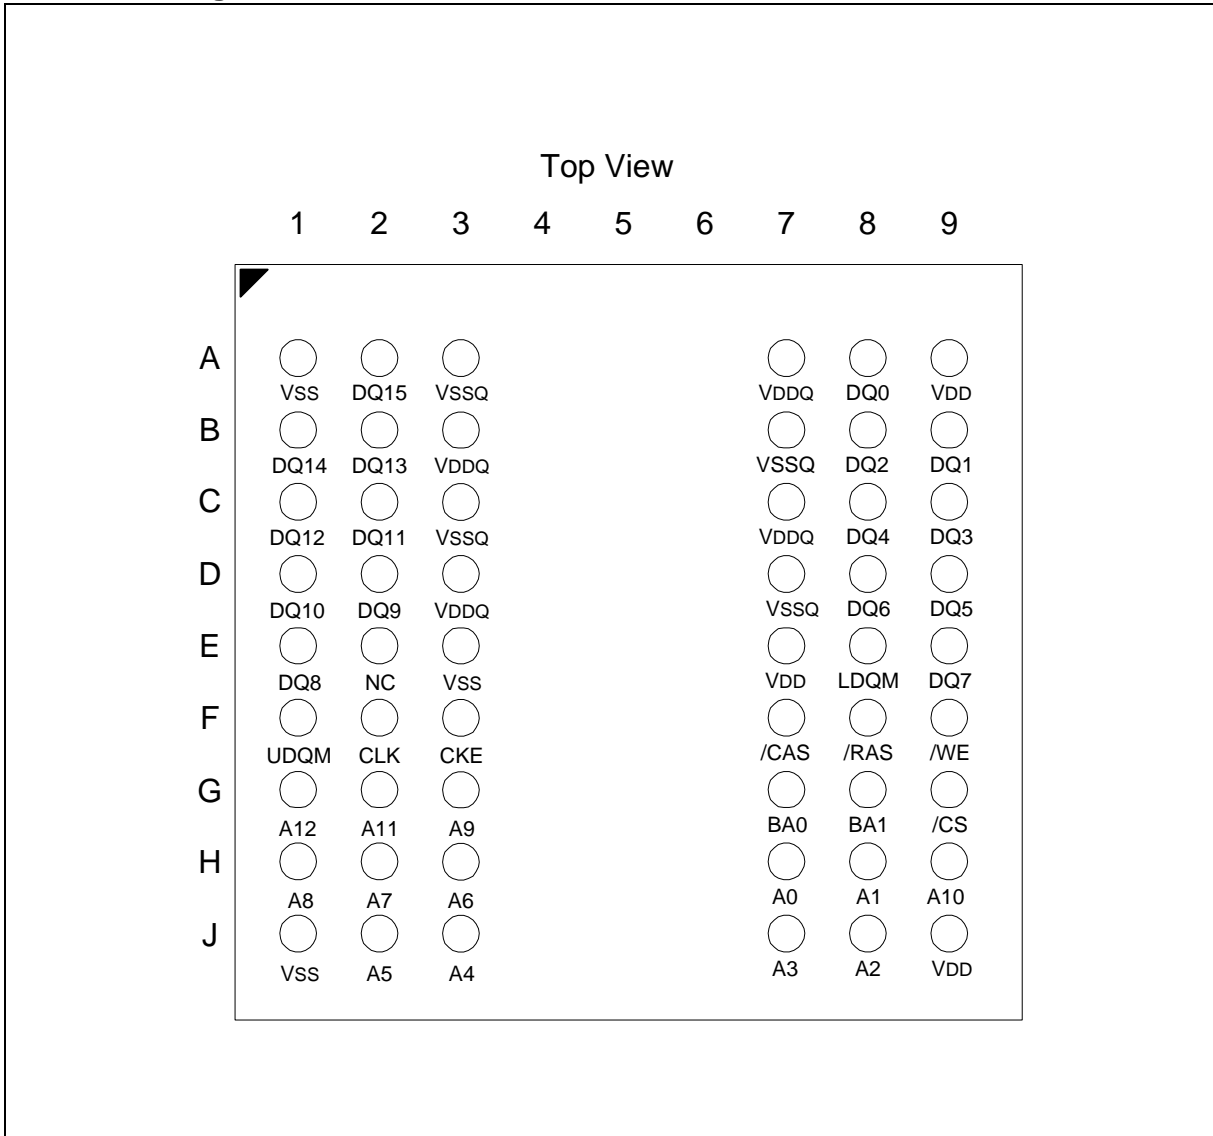 Top View
1 2 3 4 5 6 7 8 9
A
VSS DQ15 VSSQ VDDQ DQ0 VDD
B
DQ14 DQ13 VDDQ VSSQ DQ2 DQ1
C
DQ12 DQ11 VSSQ VDDQ DQ4 DQ3
D
DQ10 DQ9 VDDQ VSSQ DQ6 DQ5
E
DQ8 NC VSS VDD LDQM DQ7
F
UDQM CLK CKE /CAS /RAS /WE
G
A12 A11 A9 BA0 BA1 /CS
H
A8 A7 A6 A0 A1 A10
J
VSS A5 A4 A3 A2 VDD